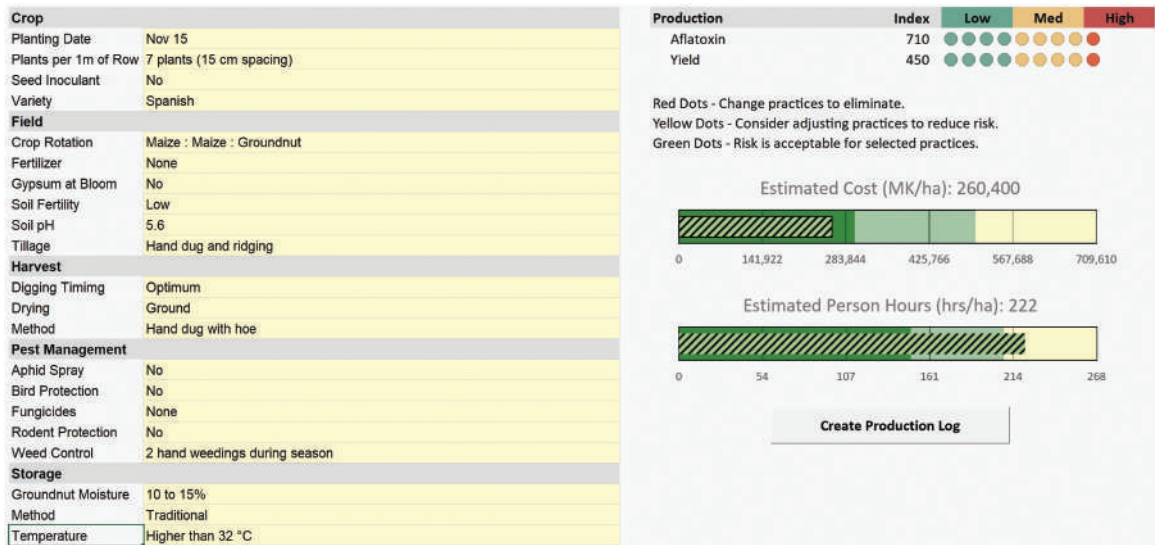 Crop
Planting Date Nov 15
Plants per 1m of Row 7 plants (15 cm spacing)
Seed Inoculant No
Variety Spanish
Field
Crop Rotation Maize : Maize : Groundnut
Fertilizer None
Gypsum at Bloom No
Soil Fertility Low
Soil pH 5.6
Tillage Hand dug and ridging
Harvest
Digging Timimg Optimum
Drying Ground
Method Hand dug with hoe
Pest Management
Aphid Spray No
Bird Protection No
Fungicides None
Rodent Protection No
Weed Control 2 hand weedings during season
Storage
Groundnut Moisture 10 to 15%
Method Traditional
Temperature Higher than 32 °C
Production Index Low Med High
Aflatoxin 710
Yield 450
Red Dots - Change practices to eliminate.
Yellow Dots - Consider adjusting practices to reduce risk.
Green Dots - Risk is acceptable for selected practices.
Estimated Cost (MK/ha): 260,400
0 141,922 283,844 425,766 567,688 709,610
Estimated Person Hours (hrs/ha): 222
0 54 107 161 214 268
Create Production Log